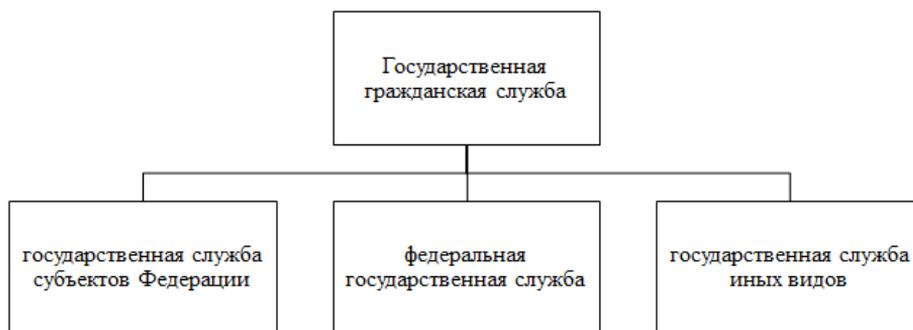 Государственная
гражданская служба
государственная служба
субъектов Федерации
федеральная
государственная служба
государственная служба
иных видов